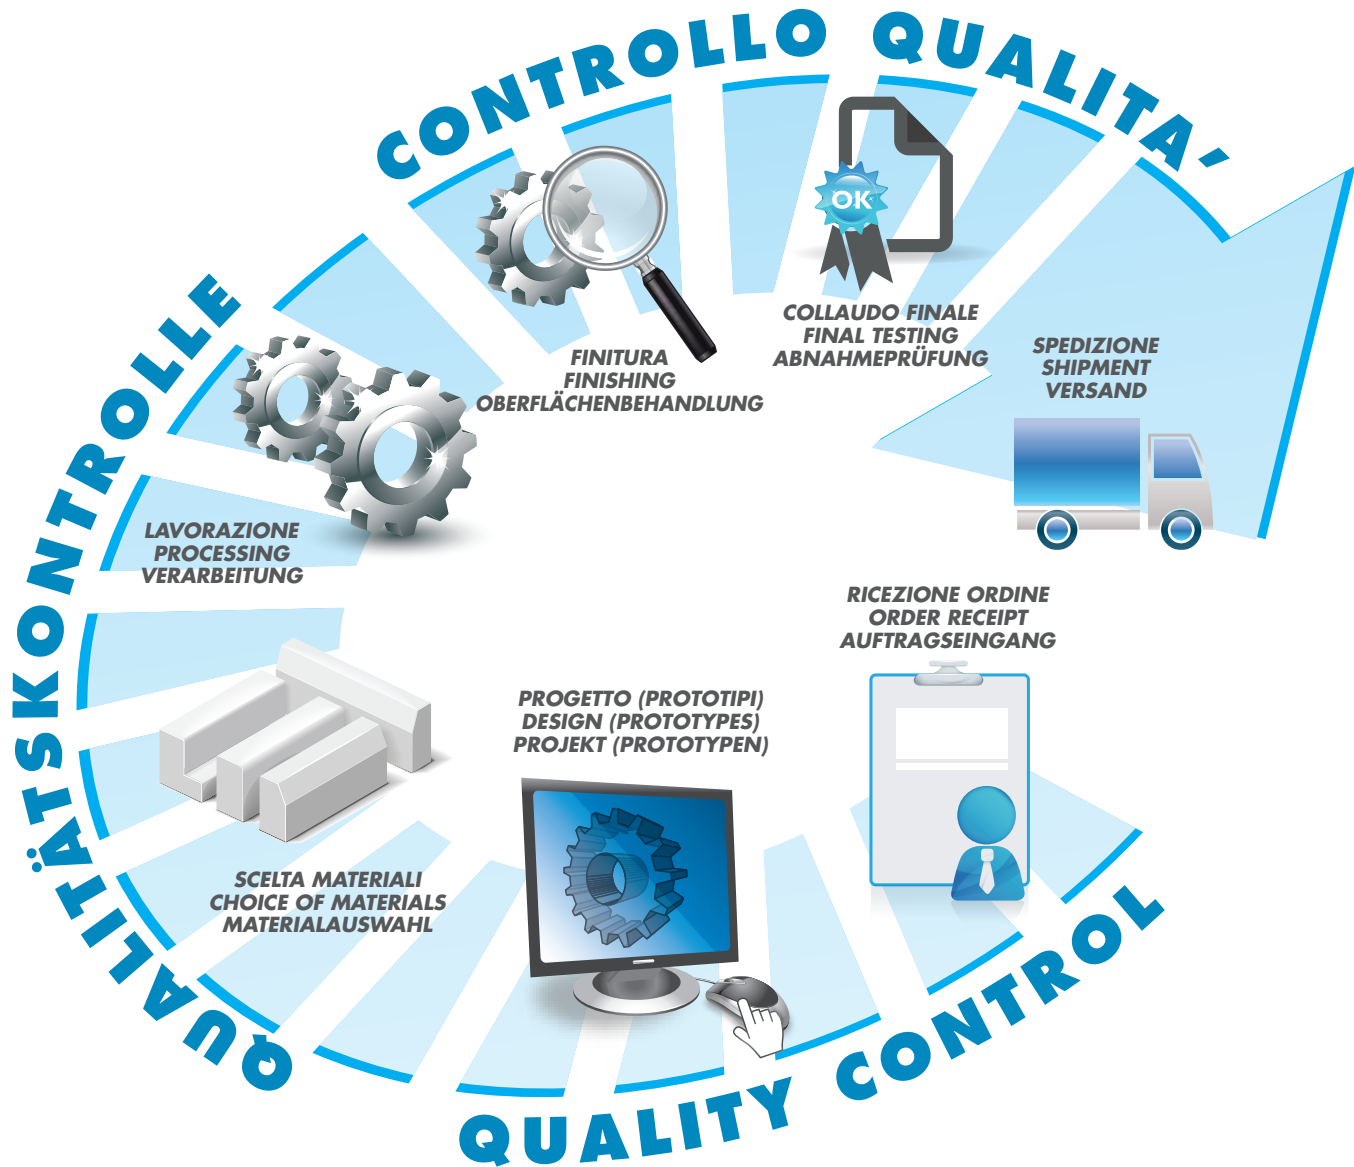 CONTROLLO QUALITA'
COLLAUDO FINALE
FINAL TESTING
ABNAHMEPRÜFUNG
OK
SPEDIZIONE
SHIPMENT
VERSAND
FINITURA
FINISHING
OBERFLÄCHENBEHANDLUNG
QUALITÄTSKONTROLLE
LAVORAZIONE
PROCESSING
VERARBEITUNG
RICEZIONE ORDINE
ORDER RECEIPT
AUFTRAGSEINGANG
PROGETTO (PROTOTIPI)
DESIGN (PROTOTYPES)
PROJEKT (PROTOTYPEN)
SCELTA MATERIALI
CHOICE OF MATERIALS
MATERIALAUSWAHL
QUALITY CONTROL